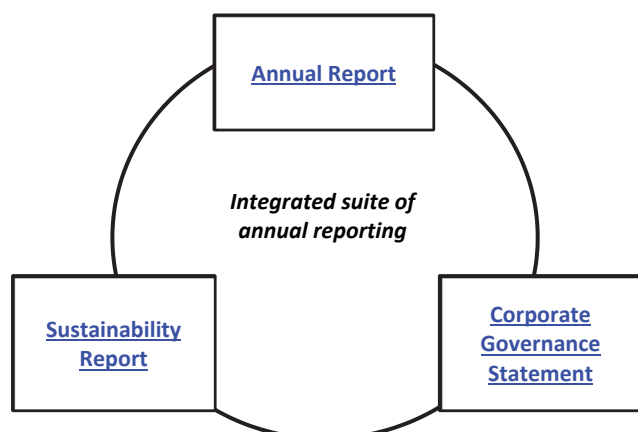 Annual Report
Integrated suite of
annual reporting
Sustainability
Report
Corporate
Governance
Statement